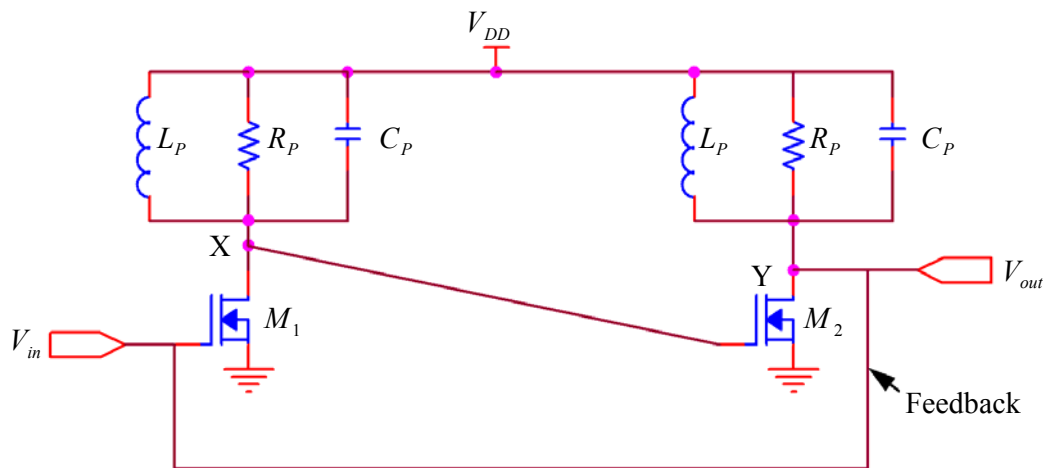 V_DD
L_P R_P C_P L_P R_P C_P
X Y V_out
M_1 M_2
V_in
Feedback